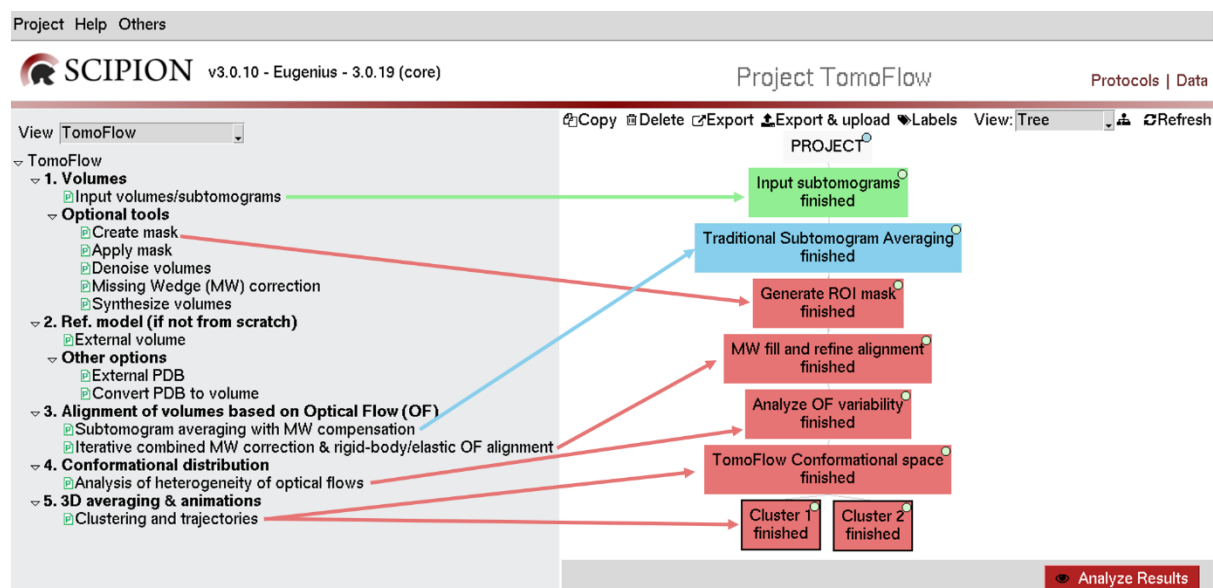 Project Help Others
SCIPION v3.0.10 - Eugenius - 3.0.19 (core)
Project TomoFlow
Protocols | Data
View TomoFlow
TomoFlow
1. Volumes
Input volumes/subtomograms
Optional tools
Create mask
Apply mask
Denoise volumes
Missing Wedge (MW) correction
Synthesize volumes
2. Ref. model (if not from scratch)
External volume
Other options
External PDB
Convert PDB to volume
3. Alignment of volumes based on Optical Flow (OF)
Subtomogram averaging with MW compensation
Iterative combined MW correction & rigid-body/elastic OF alignment
4. Conformational distribution
Analysis of heterogeneity of optical flows
5. 3D averaging & animations
Clustering and trajectories
Copy Delete Export Export & upload Labels View: Tree Refresh
PROJECT
Input subtomograms
finished
Traditional Subtomogram Averaging
finished
Generate ROI mask
finished
MW fill and refine alignment
finished
Analyze OF variability
finished
TomoFlow Conformational space
finished
Cluster 1
finished
Cluster 2
finished
Analyze Results